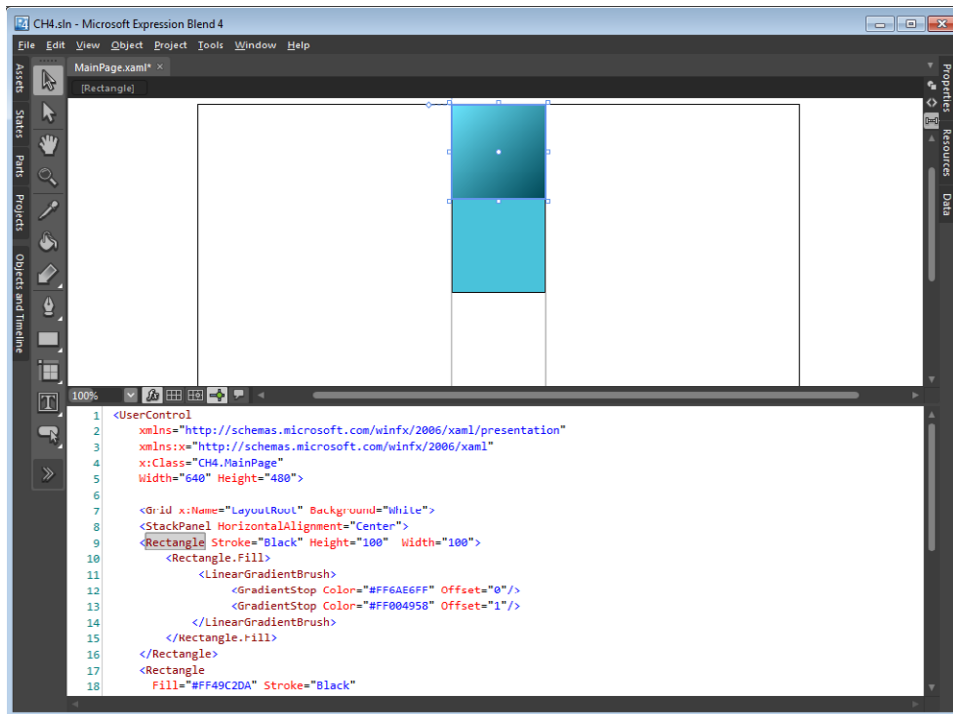 CH4.sln - Microsoft Expression Blend 4
File Edit View Object Project Tools Window Help
MainPage.xaml* ×
[Rectangle]
Assets
States
Parts
Projects
Objects and Timeline
Properties
Resources
Data
100%
1 <UserControl
2 xmlns="http://schemas.microsoft.com/winfx/2006/xaml/presentation"
3 xmlns:x="http://schemas.microsoft.com/winfx/2006/xaml"
4 x:Class="CH4.MainPage"
5 Width="640" Height="480">
6
7 <Grid x:Name="LayoutRoot" Background="White">
8 <StackPanel HorizontalAlignment="Center">
9 <Rectangle Stroke="Black" Height="100" Width="100">
10 <Rectangle.Fill>
11 <LinearGradientBrush>
12 <GradientStop Color="#FF6AE6FF" Offset="0"/>
13 <GradientStop Color="#FF004958" Offset="1"/>
14 </LinearGradientBrush>
15 </Rectangle.Fill>
16 </Rectangle>
17 <Rectangle
18 Fill="#FF49C2DA" Stroke="Black"